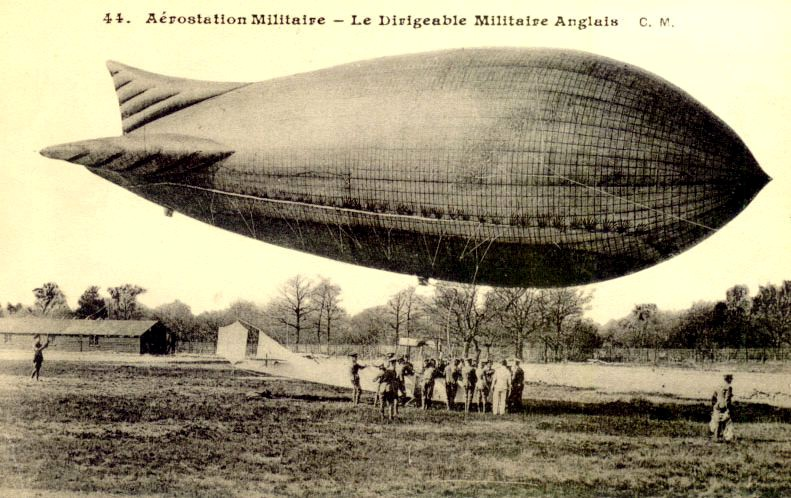 44. Aérostation Militaire – Le Dirigeable Militaire Anglais C. M.